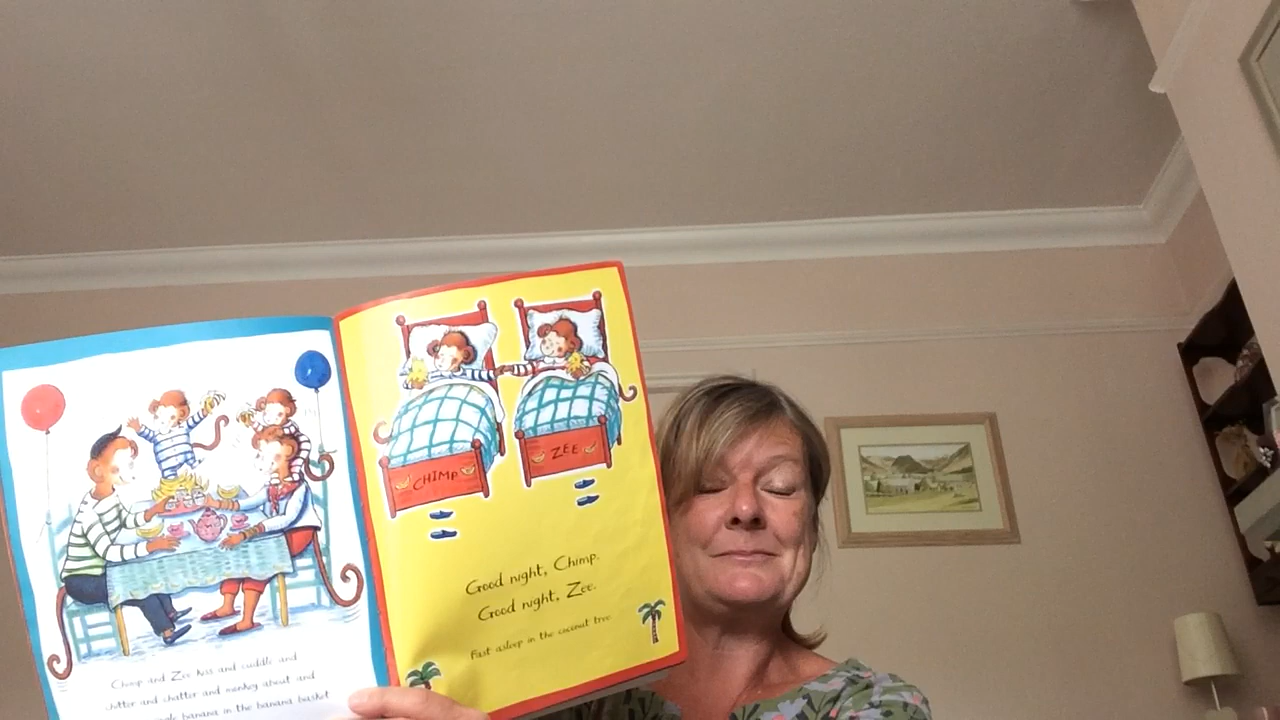 Chimp and Zee kiss and cuddle and
chitter and chatter and monkey about and
banana in the banana basket
CHIMP
ZEE
Good night, Chimp.
Good night, Zee.
Fast asleep in the coconut tree